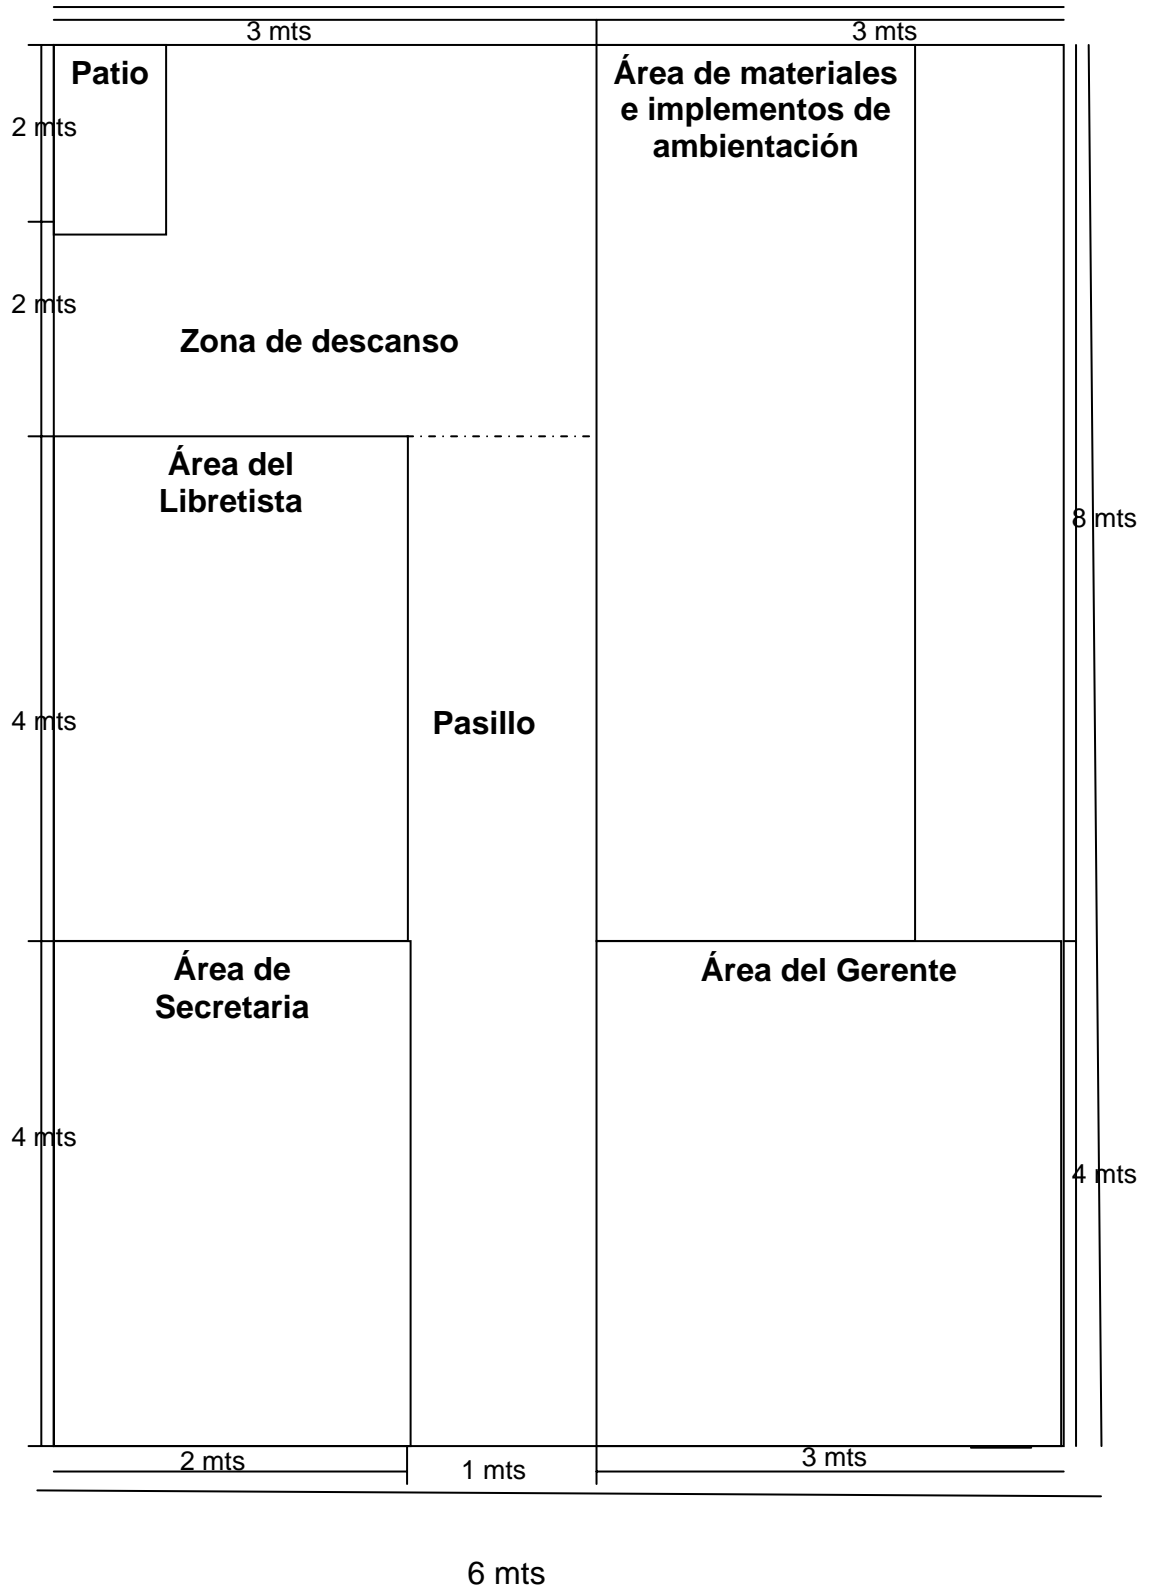 3 mts
3 mts
Patio
Área de materiales
e implementos de
ambientación
2 mts
2 mts
Zona de descanso
Área del
Libretista
8 mts
4 mts
Pasillo
Área de
Secretaria
Área del Gerente
4 mts
4 mts
2 mts
1 mts
3 mts
6 mts